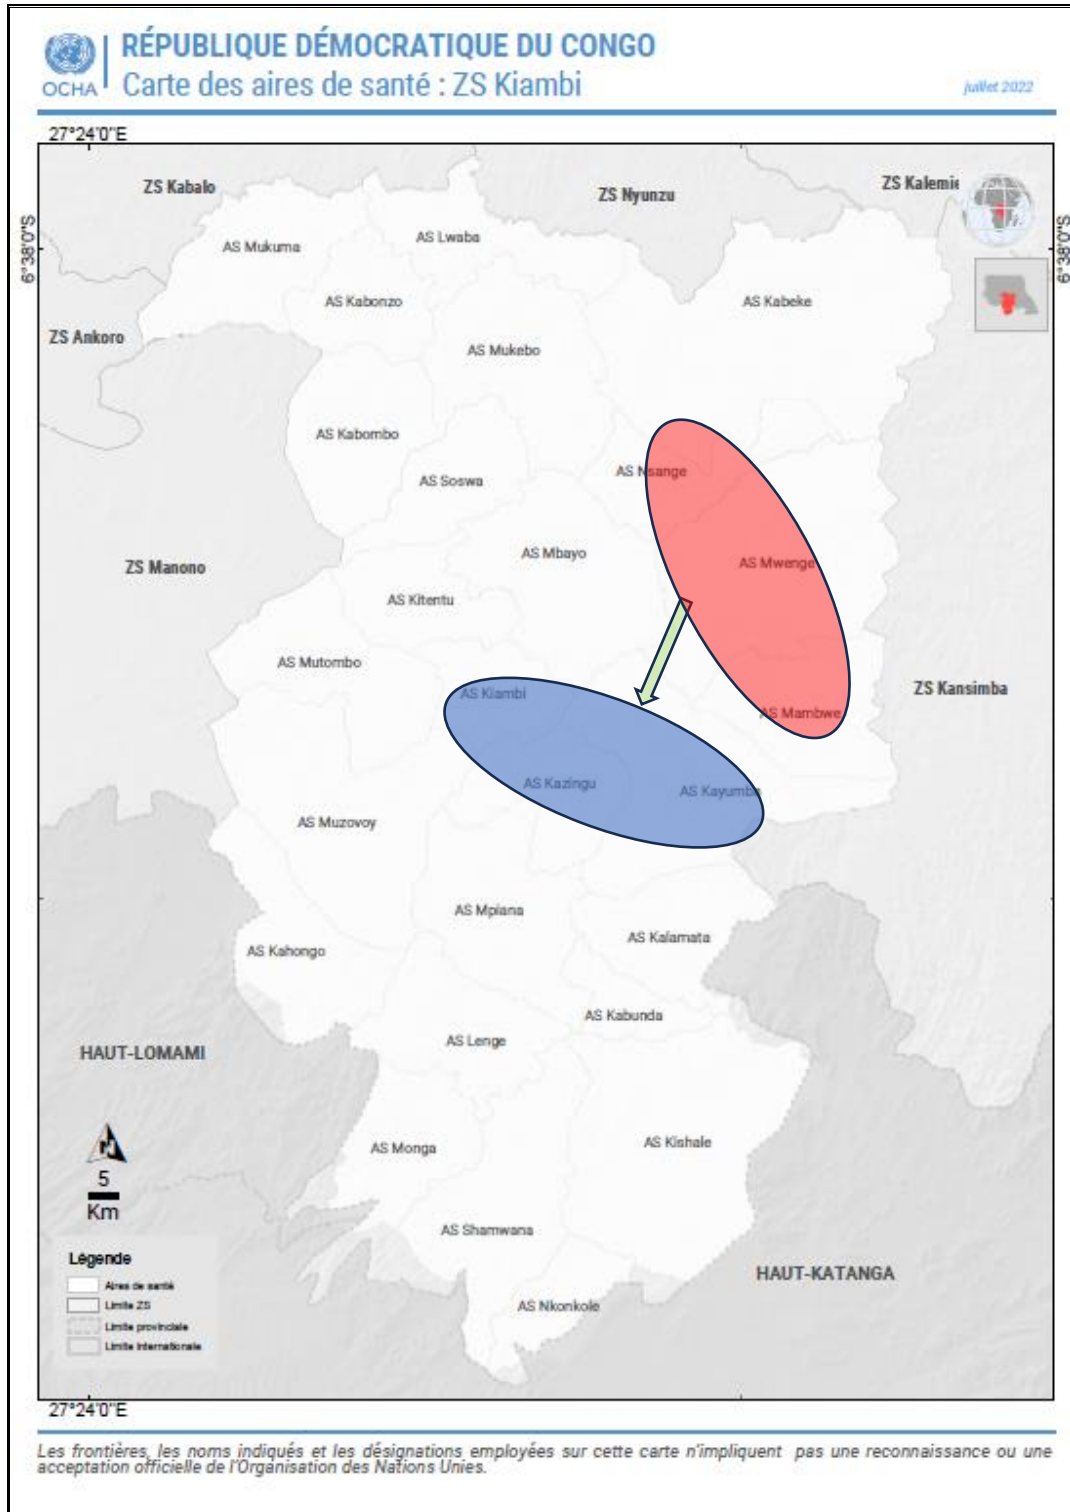 OCHA
RÉPUBLIQUE DÉMOCRATIQUE DU CONGO
Carte des aires de santé : ZS Kiambi
juillet 2022
27°24'0"E
6°38'0"S
6°38'0"S
ZS Kabalo
ZS Nyunzu
ZS Kalemie
AS Mukuma
AS Lwaba
AS Kabonzo
AS Kabeke
ZS Ankoro
AS Mukebo
AS Kabombo
AS Nsange
AS Soswa
AS Mbayo
AS Mwenge
ZS Manono
AS Kitentu
AS Mutombo
AS Kiambi
ZS Kansimba
AS Mambwe
AS Kazingu
AS Kayumba
AS Muzovoy
AS Mpiana
AS Kalamata
AS Kahongo
AS Kabunda
AS Lenge
HAUT-LOMAMI
AS Monga
AS Kishale
N
5
Km
AS Shamwana
HAUT-KATANGA
AS Nkonkole
Légende
Aires de santé
Limite ZS
Limite provinciale
Limite internationale
27°24'0"E
Les frontières, les noms indiqués et les désignations employées sur cette carte n'impliquent pas une reconnaissance ou une
acceptation officielle de l'Organisation des Nations Unies.